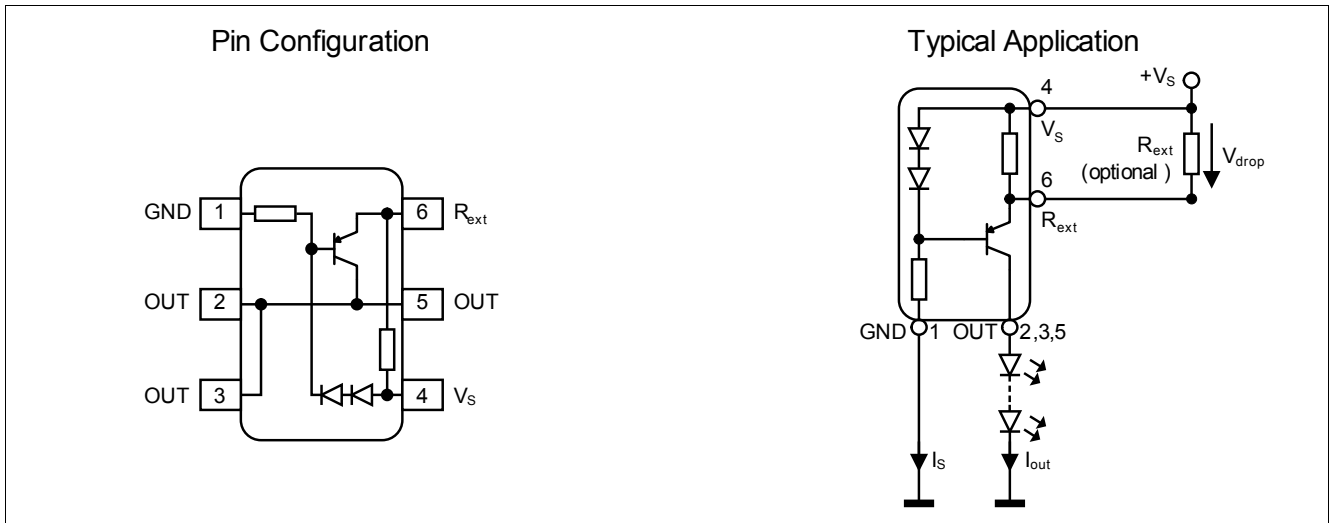 Pin Configuration
GND 1
6 Rext
OUT 2
5 OUT
OUT 3
4 VS
Typical Application
+VS
4
VS
Rext
(optional )
Vdrop
6
Rext
GND 1
OUT 2,3,5
IS
Iout